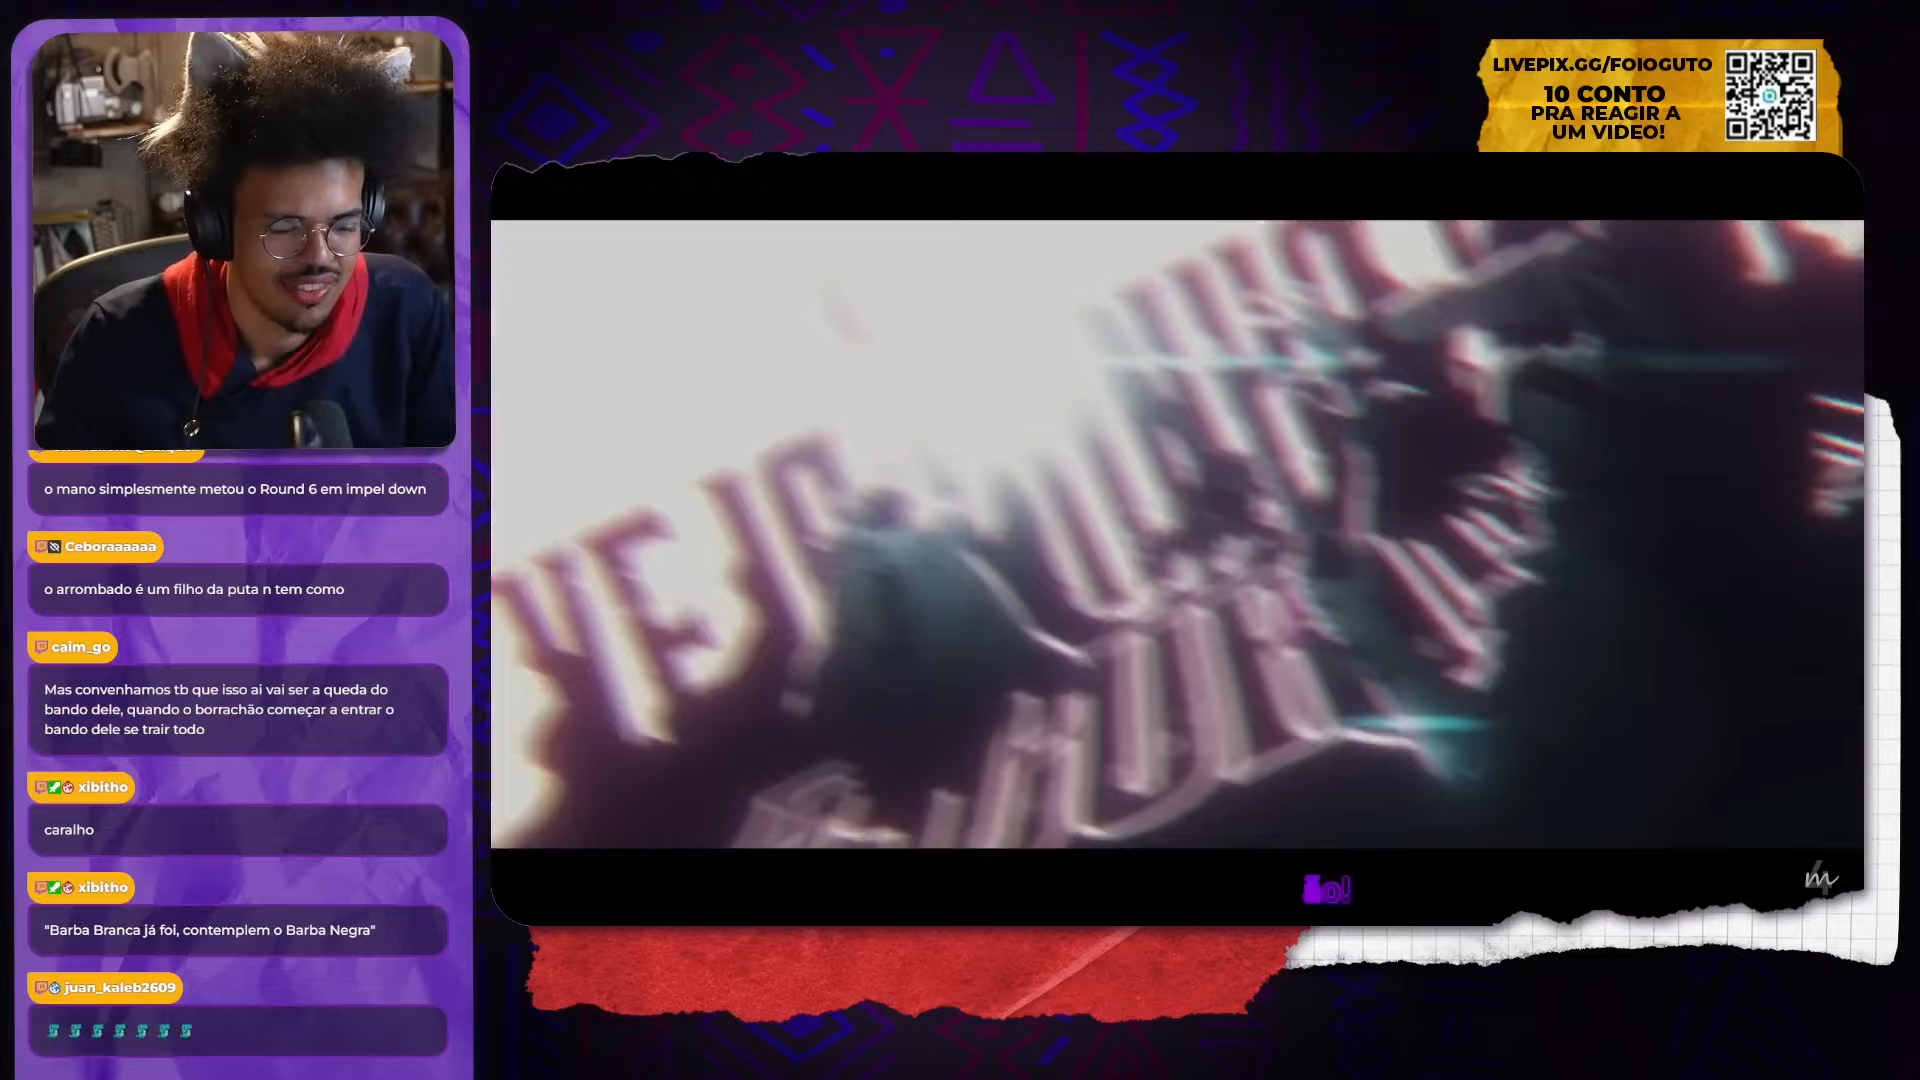 LIVEPIX.GG/FOIOGUTO
10 CONTO
PRA REAGIR A
UM VIDEO!
o mano simplesmente metou o Round 6 em impel down
Ceboraaaaaa
o arrombado é um filho da puta n tem como
caim_go
Mas convenhamos tb que isso ai vai ser a queda do
bando dele, quando o borrachão começar a entrar o
bando dele se trair todo
xibitho
caralho
xibitho
"Barba Branca já foi, contemplem o Barba Negra"
juan_kaleb2609